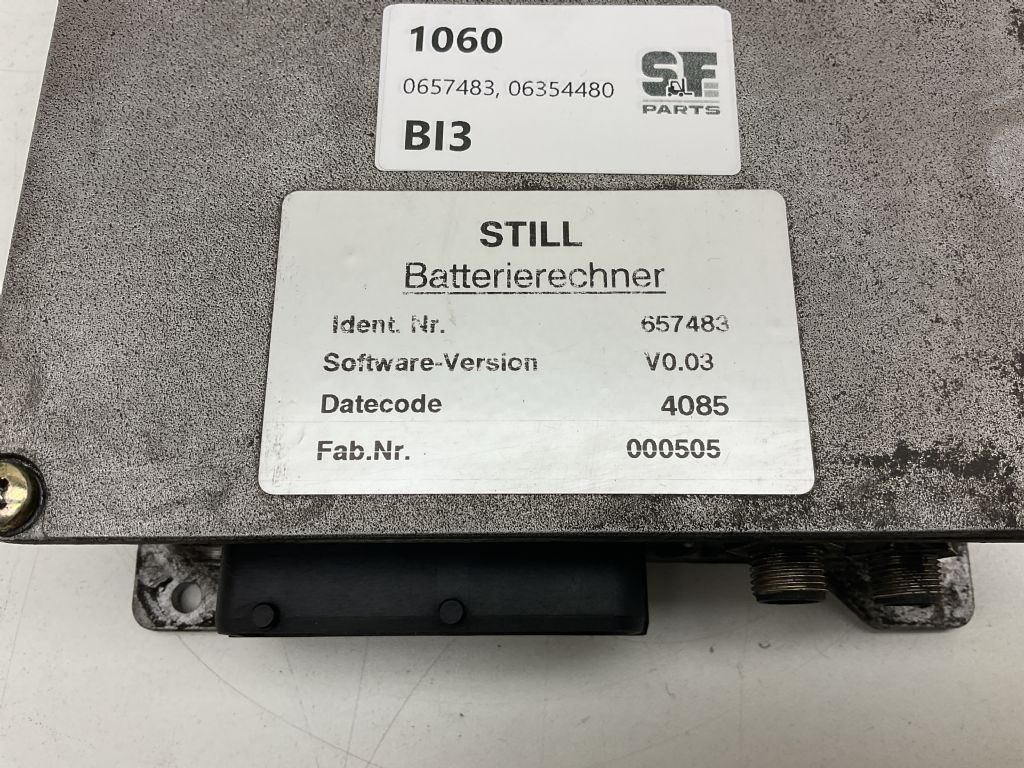 1060
0657483, 06354480
SF
PARTS
BI3
STILL
Batterierechner
Ident. Nr. 657483
Software-Version V0.03
Datecode 4085
Fab.Nr. 000505